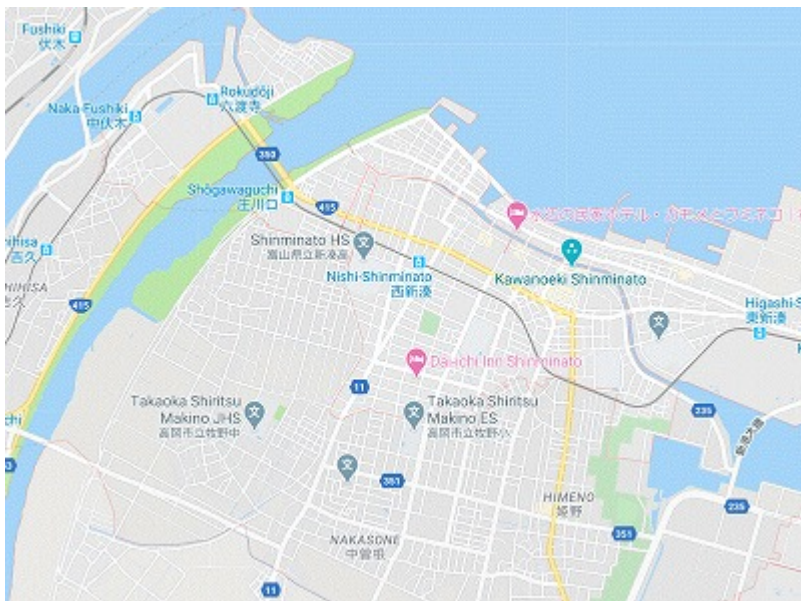 Fushiki
伏木
Rokudōji
六渡寺
Naka-Fushiki
中伏木
350
Shōgawaguchi
庄川口
415
Shinminato HS
富山県立新湊高
Nishi-Shinminato
西新湊
Kawanoeki Shinminato
Higashi-S
東新湊
415
Dai-ichi Inn Shinminato
11
Takaoka Shiritsu
Makino JHS
高岡市立牧野中
Takaoka Shiritsu
Makino ES
高岡市立牧野小
235
351
HIMENO
姫野
235
351
NAKASONE
中曽根
11